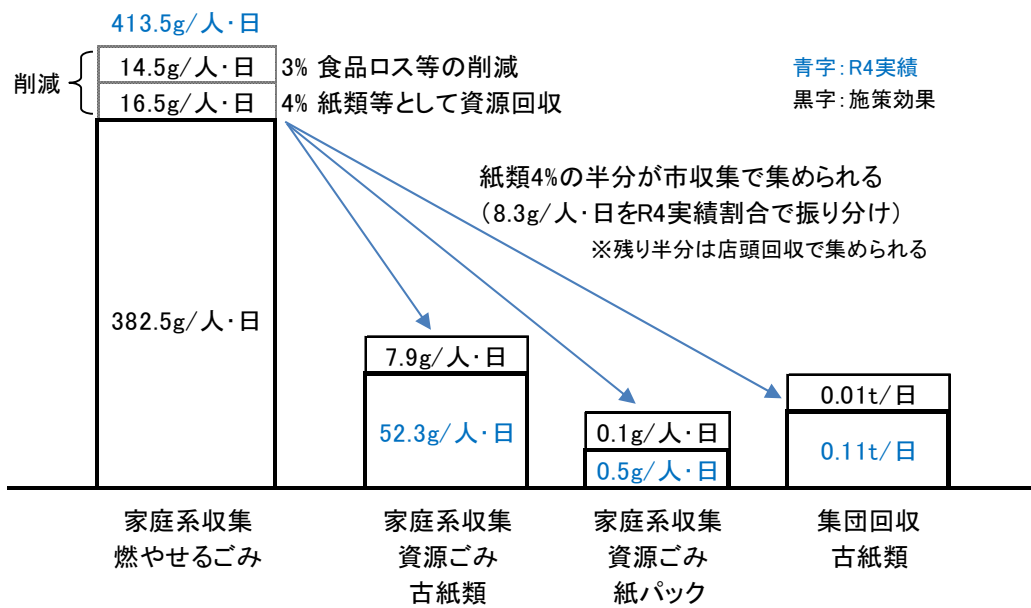 413.5g/人・日
削減
14.5g/人・日
3% 食品ロス等の削減
16.5g/人・日
4% 紙類等として資源回収
青字:R4実績
黒字:施策効果
紙類4%の半分が市収集で集められる
(8.3g/人・日をR4実績割合で振り分け)
※残り半分は店頭回収で集められる
382.5g/人・日
7.9g/人・日
52.3g/人・日
0.1g/人・日
0.5g/人・日
0.01t/日
0.11t/日
家庭系収集
燃やせるごみ
家庭系収集
資源ごみ
古紙類
家庭系収集
資源ごみ
紙パック
集団回収
古紙類